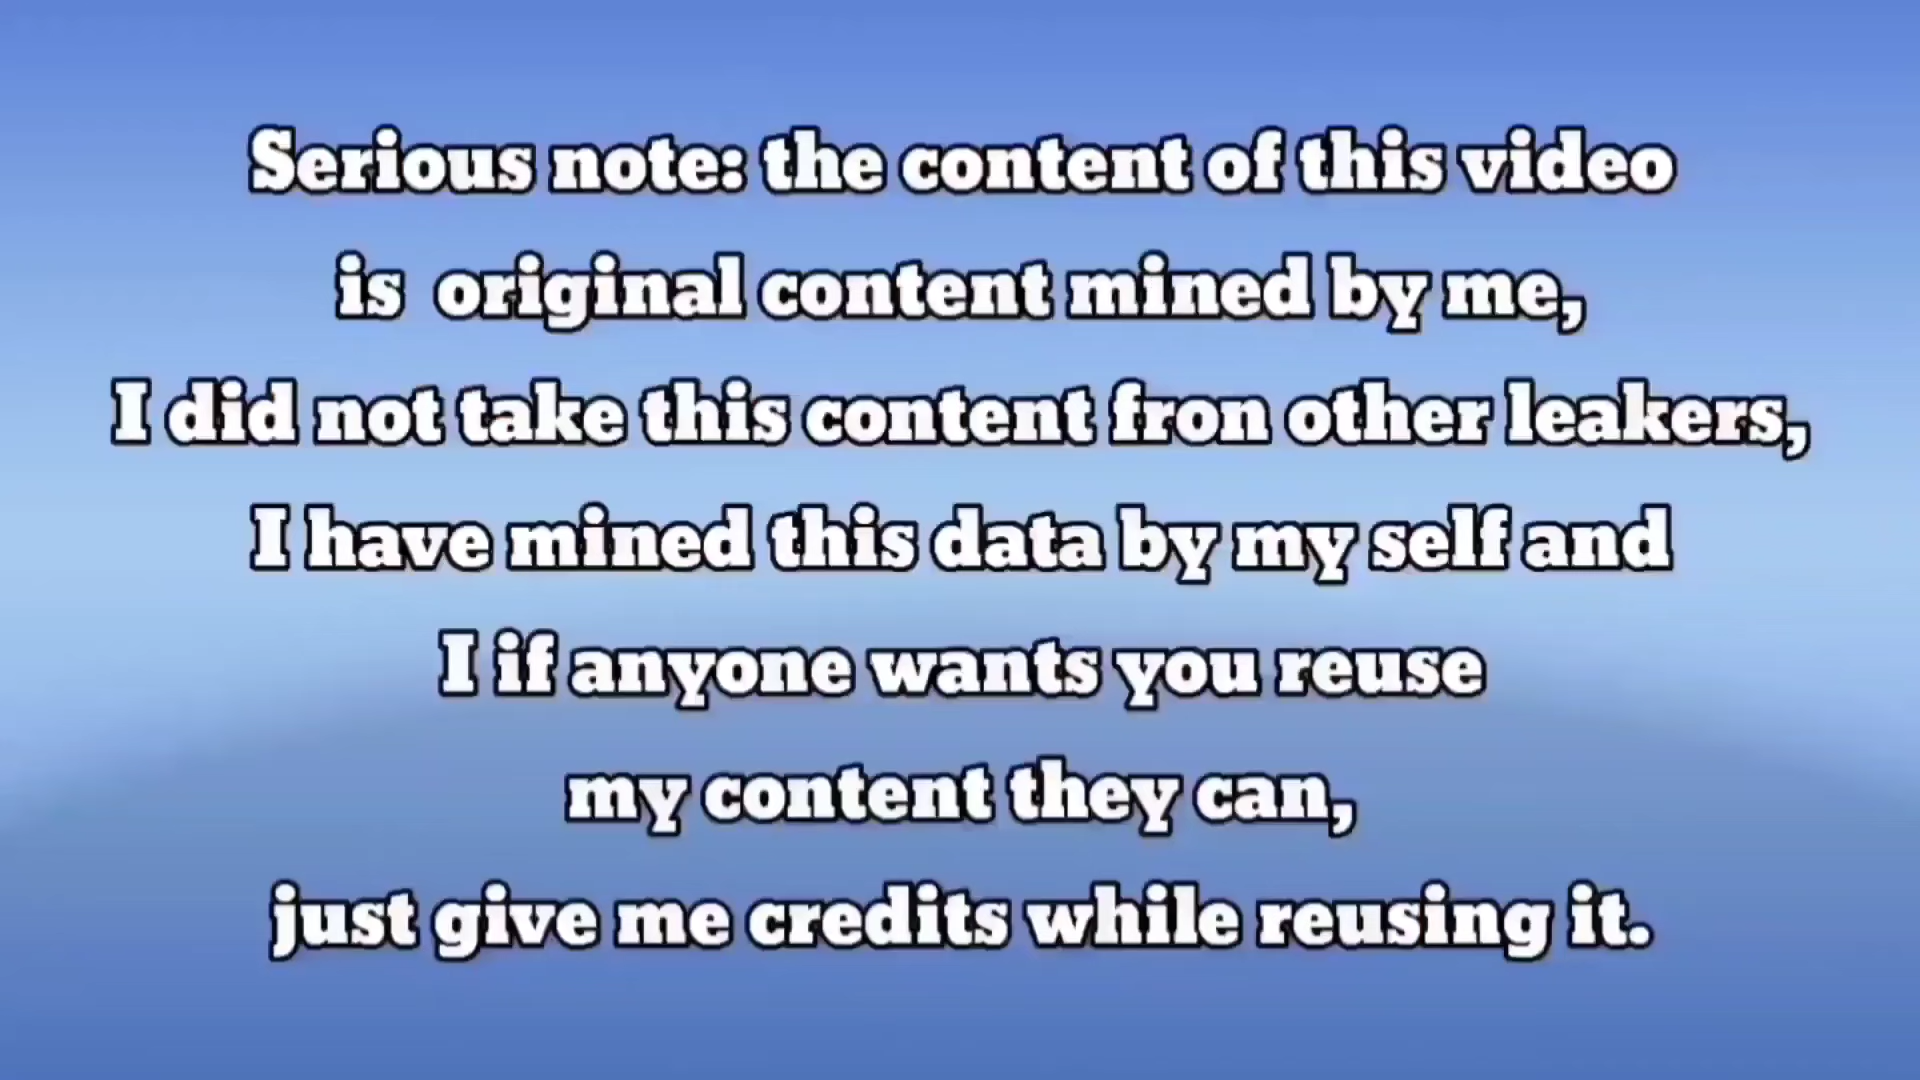 Serious note: the content of this video
is original content mined by me,
I did not take this content fron other leakers,
I have mined this data by my self and
I if anyone wants you reuse
my content they can,
just give me credits while reusing it.